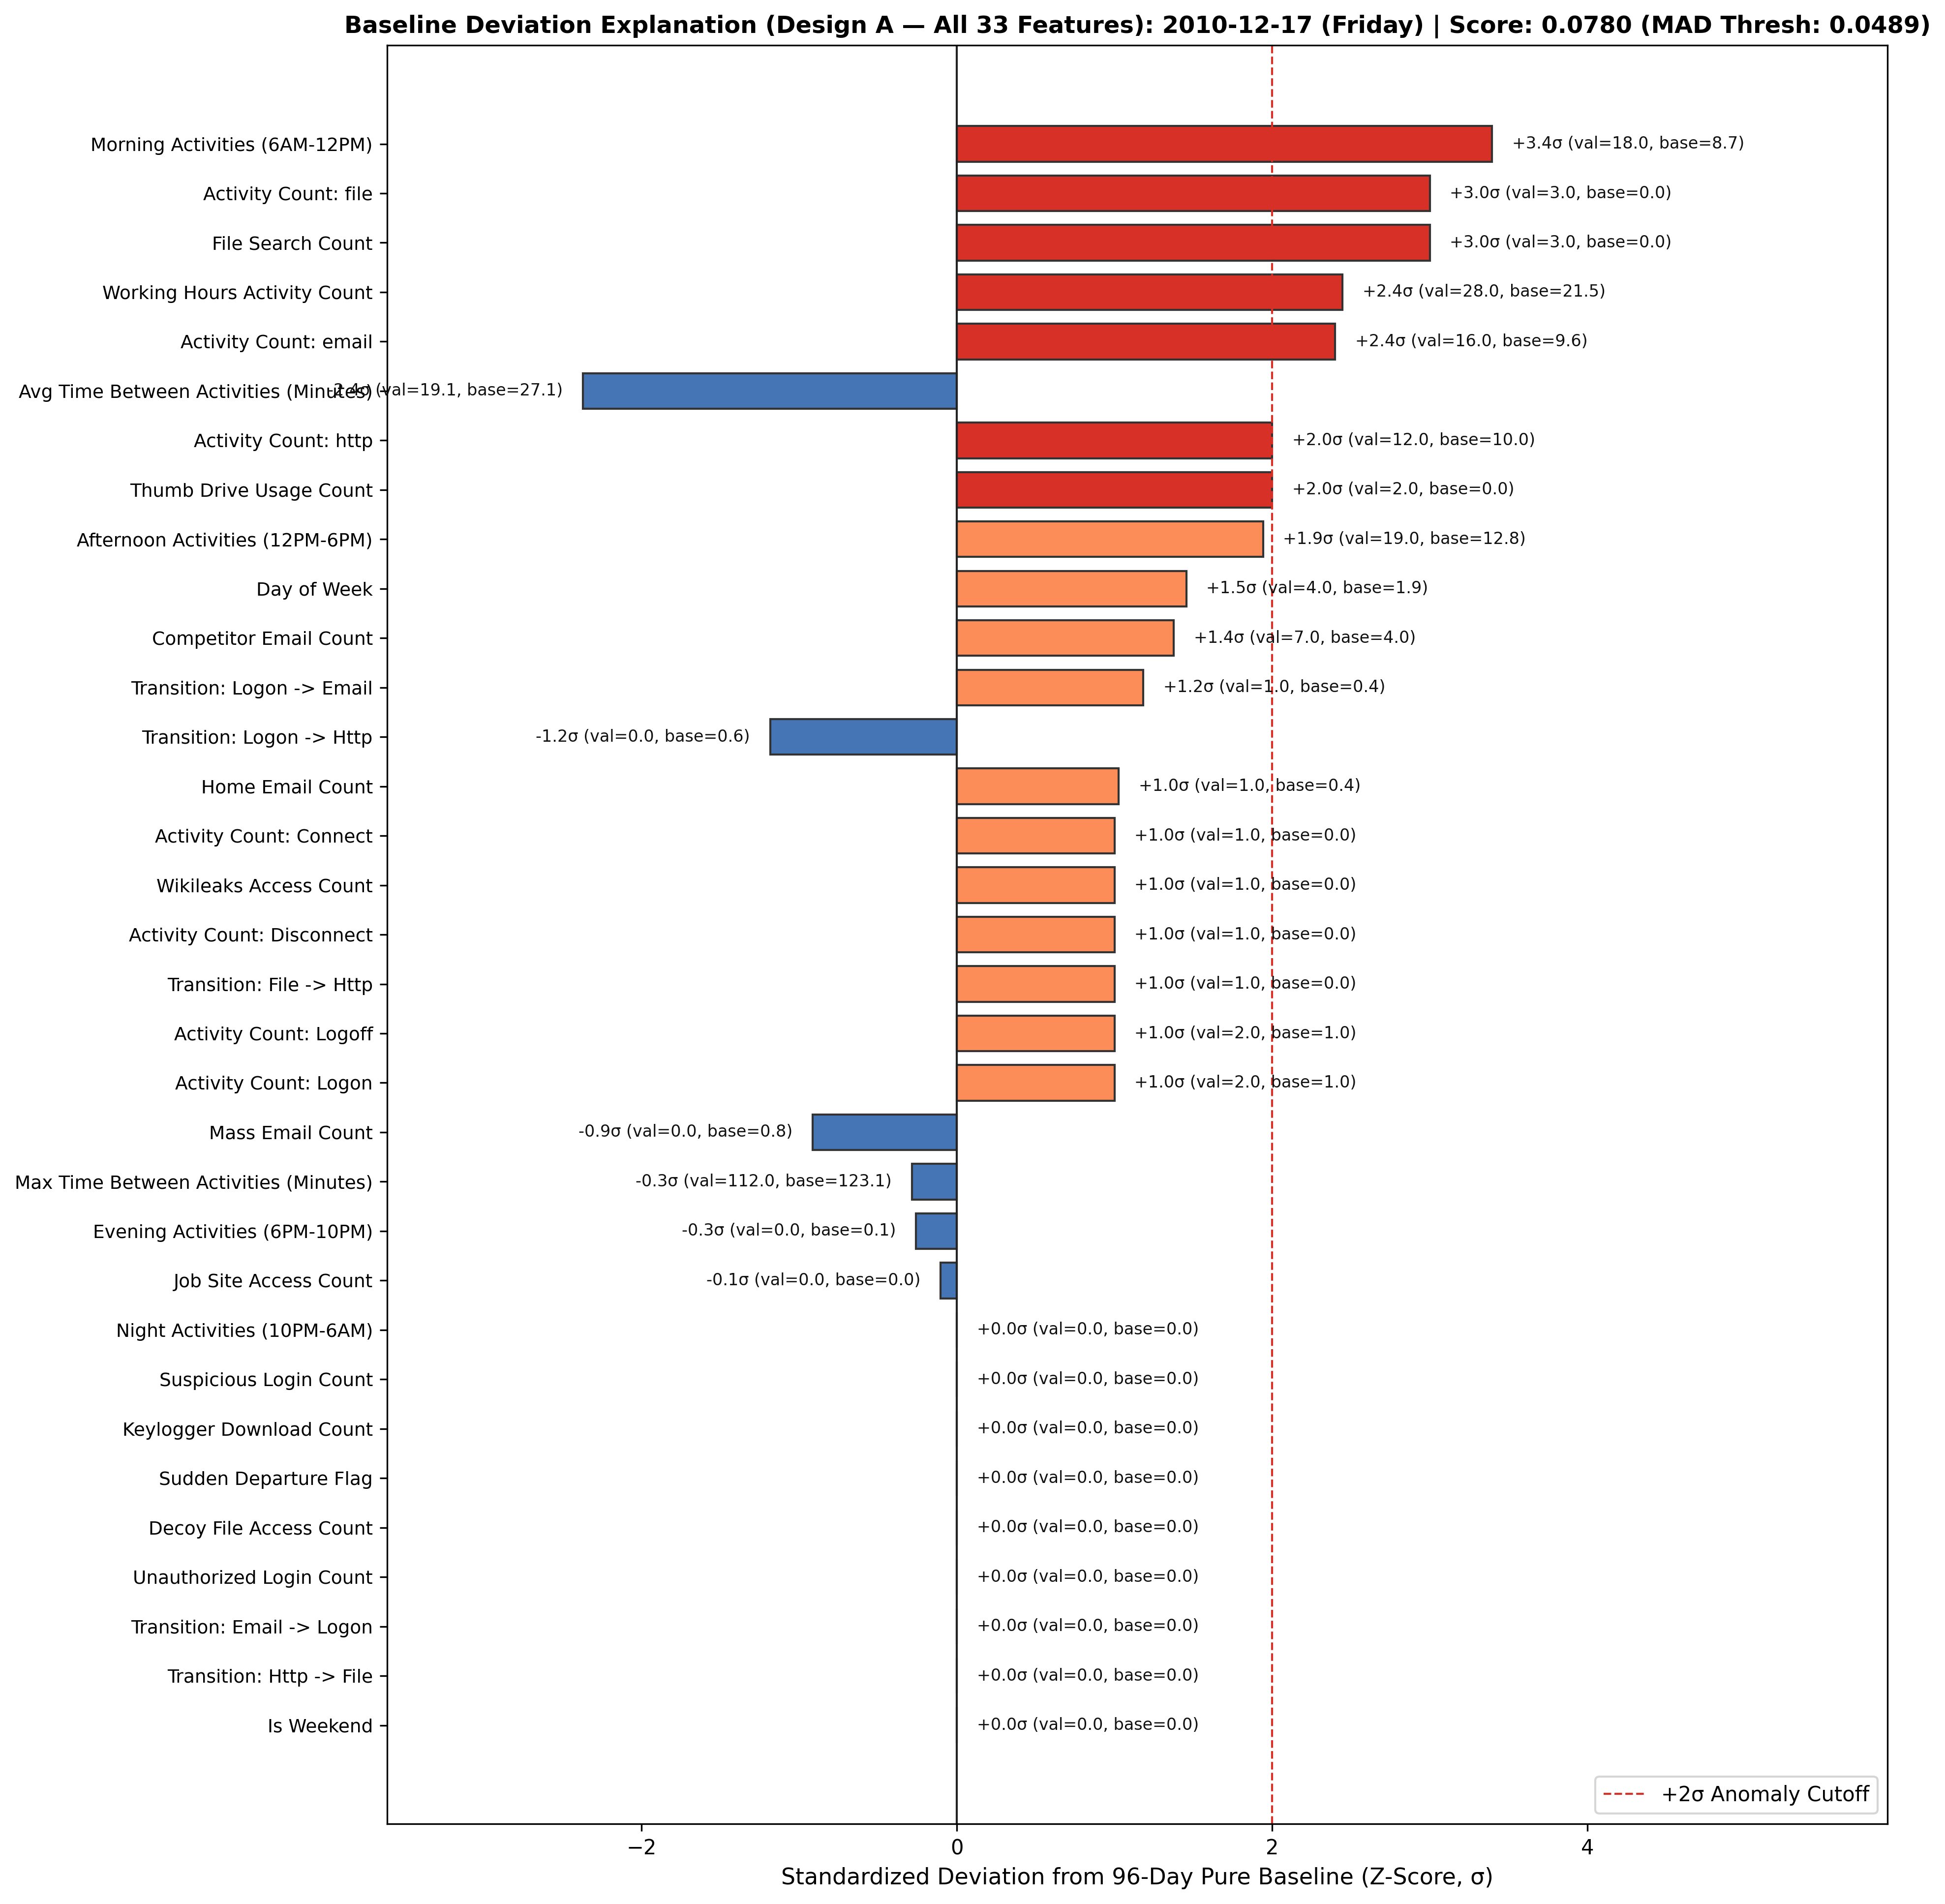 Baseline Deviation Explanation (Design A — All 33 Features): 2010-12-17 (Friday) | Score: 0.0780 (MAD Thresh: 0.0489)
Morning Activities (6AM-12PM) +3.4σ (val=18.0, base=8.7)
Activity Count: file +3.0σ (val=3.0, base=0.0)
File Search Count +3.0σ (val=3.0, base=0.0)
Working Hours Activity Count +2.4σ (val=28.0, base=21.5)
Activity Count: email +2.4σ (val=16.0, base=9.6)
Avg Time Between Activities (Minutes) -2.4σ (val=19.1, base=27.1)
Activity Count: http +2.0σ (val=12.0, base=10.0)
Thumb Drive Usage Count +2.0σ (val=2.0, base=0.0)
Afternoon Activities (12PM-6PM) +1.9σ (val=19.0, base=12.8)
Day of Week +1.5σ (val=4.0, base=1.9)
Competitor Email Count +1.4σ (val=7.0, base=4.0)
Transition: Logon -> Email +1.2σ (val=1.0, base=0.4)
Transition: Logon -> Http -1.2σ (val=0.0, base=0.6)
Home Email Count +1.0σ (val=1.0, base=0.4)
Activity Count: Connect +1.0σ (val=1.0, base=0.0)
Wikileaks Access Count +1.0σ (val=1.0, base=0.0)
Activity Count: Disconnect +1.0σ (val=1.0, base=0.0)
Transition: File -> Http +1.0σ (val=1.0, base=0.0)
Activity Count: Logoff +1.0σ (val=2.0, base=1.0)
Activity Count: Logon +1.0σ (val=2.0, base=1.0)
Mass Email Count -0.9σ (val=0.0, base=0.8)
Max Time Between Activities (Minutes) -0.3σ (val=112.0, base=123.1)
Evening Activities (6PM-10PM) -0.3σ (val=0.0, base=0.1)
Job Site Access Count -0.1σ (val=0.0, base=0.0)
Night Activities (10PM-6AM) +0.0σ (val=0.0, base=0.0)
Suspicious Login Count +0.0σ (val=0.0, base=0.0)
Keylogger Download Count +0.0σ (val=0.0, base=0.0)
Sudden Departure Flag +0.0σ (val=0.0, base=0.0)
Decoy File Access Count +0.0σ (val=0.0, base=0.0)
Unauthorized Login Count +0.0σ (val=0.0, base=0.0)
Transition: Email -> Logon +0.0σ (val=0.0, base=0.0)
Transition: Http -> File +0.0σ (val=0.0, base=0.0)
Is Weekend +0.0σ (val=0.0, base=0.0)
+2σ Anomaly Cutoff
−2 0 2 4
Standardized Deviation from 96-Day Pure Baseline (Z-Score, σ)